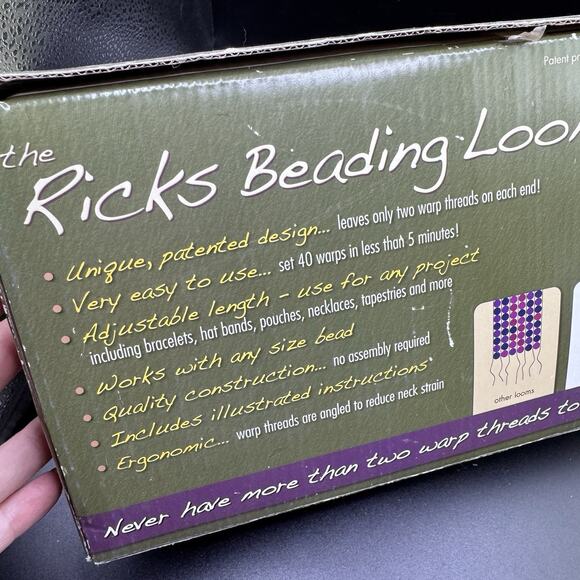 Patent
the
Ricks Beading Loom
• Unique, patented design... leaves only two warp threads on each end!
• Very easy to use... set 40 warps in less than 5 minutes!
• Adjustable length - use for any project
including bracelets, hat bands, pouches, necklaces, tapestries and more
• Works with any size bead
• Quality construction... no assembly required
• Includes illustrated instructions
• Ergonomic... warp threads are angled to reduce neck strain
other looms
Never have more than two warp threads to